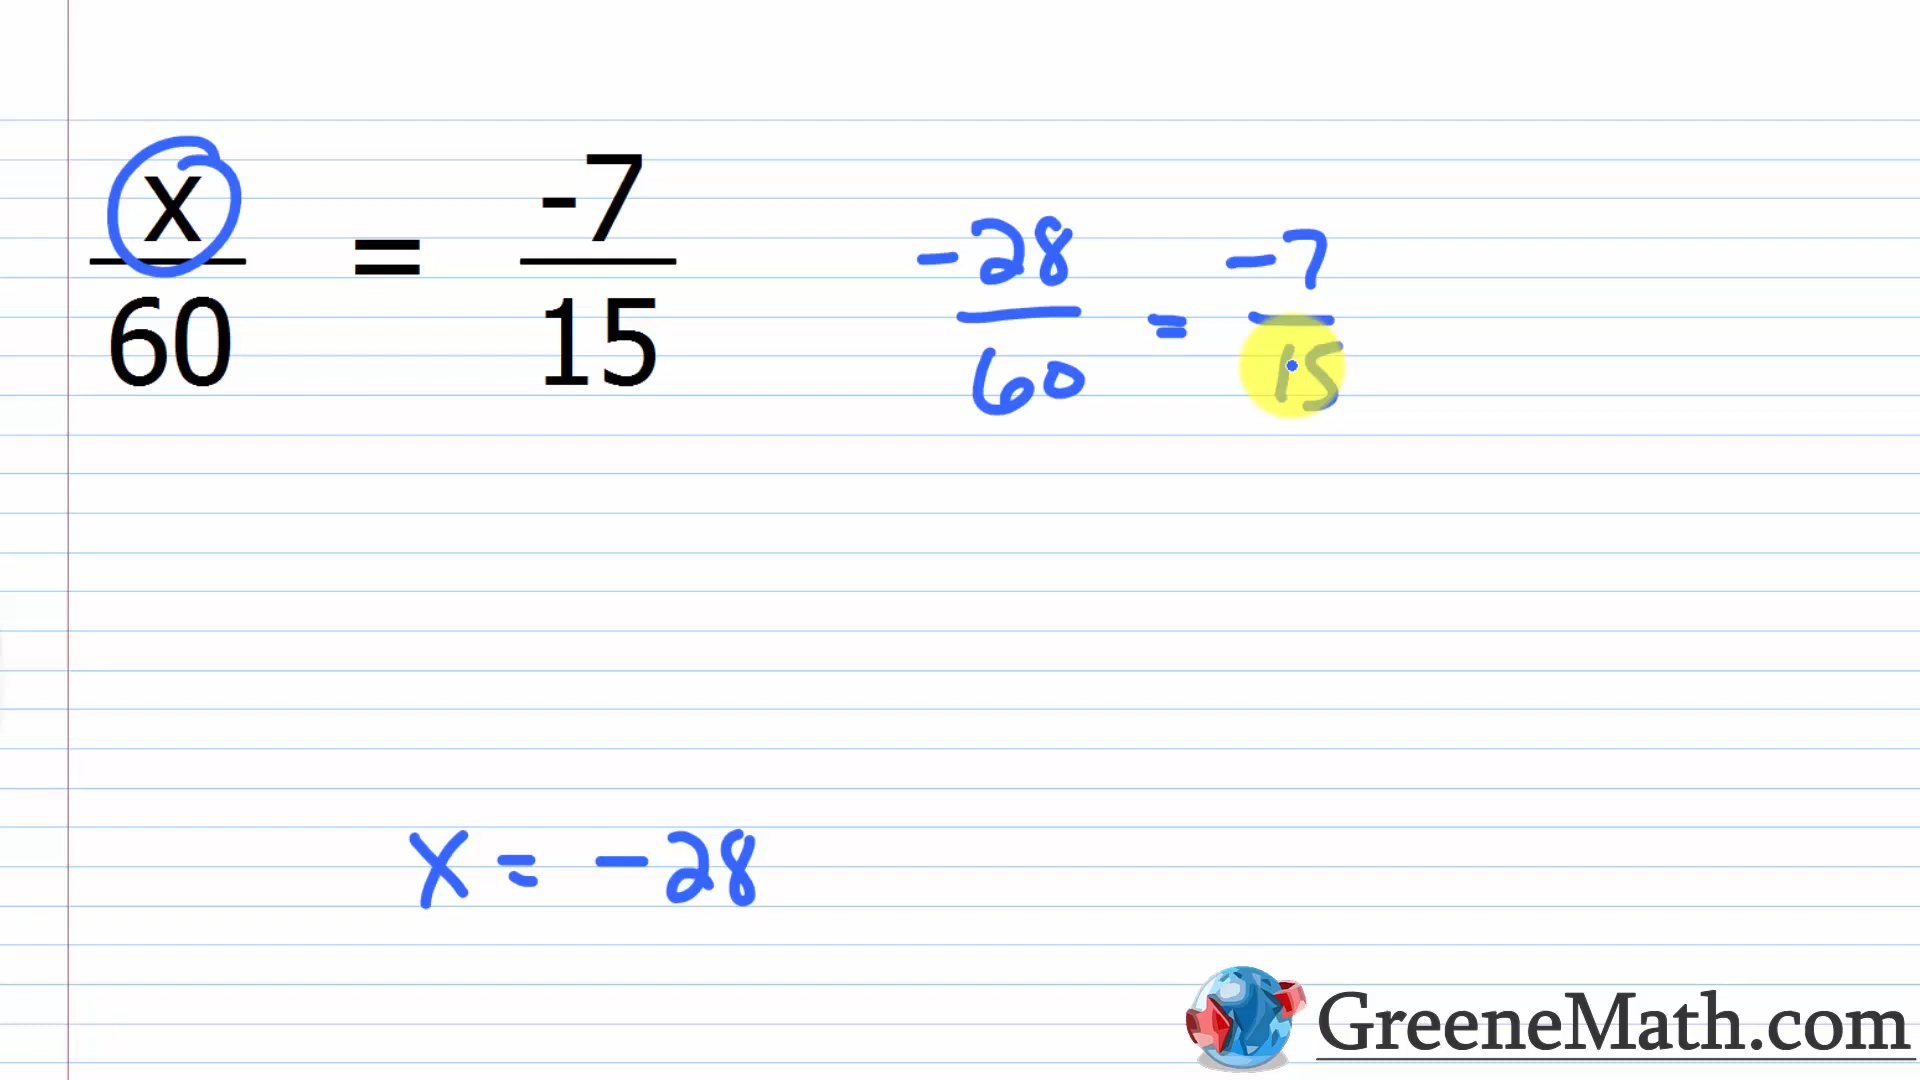 x/60 = -7/15
-28/60 = -7/15
x = -28
GreeneMath.com